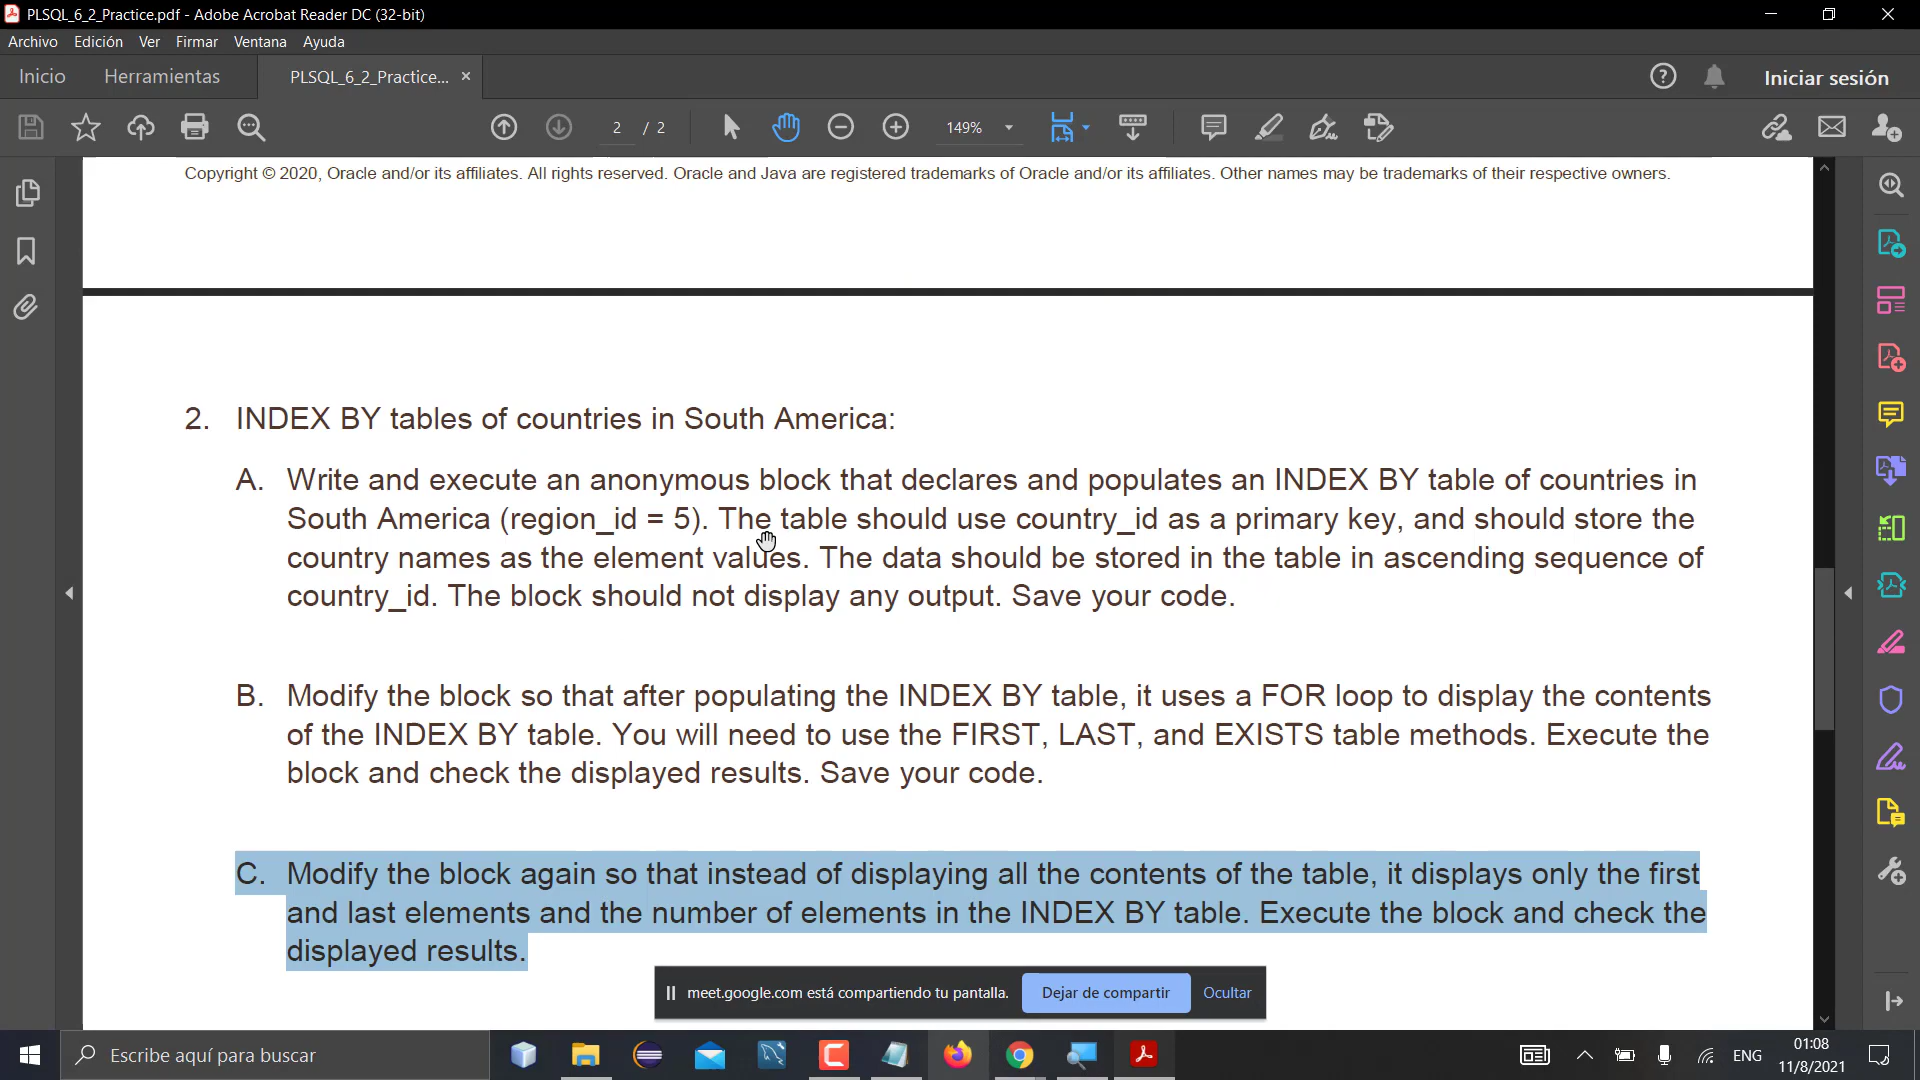 PLSQL_6_2_Practice.pdf - Adobe Acrobat Reader DC (32-bit)
Archivo Edición Ver Firmar Ventana Ayuda
Inicio Herramientas PLSQL_6_2_Practice... × Iniciar sesión
2 / 2 149%
Copyright © 2020, Oracle and/or its affiliates. All rights reserved. Oracle and Java are registered trademarks of Oracle and/or its affiliates. Other names may be trademarks of their respective owners.
2. INDEX BY tables of countries in South America:
A. Write and execute an anonymous block that declares and populates an INDEX BY table of countries in
South America (region_id = 5). The table should use country_id as a primary key, and should store the
country names as the element values. The data should be stored in the table in ascending sequence of
country_id. The block should not display any output. Save your code.
B. Modify the block so that after populating the INDEX BY table, it uses a FOR loop to display the contents
of the INDEX BY table. You will need to use the FIRST, LAST, and EXISTS table methods. Execute the
block and check the displayed results. Save your code.
C. Modify the block again so that instead of displaying all the contents of the table, it displays only the first
and last elements and the number of elements in the INDEX BY table. Execute the block and check the
displayed results.
meet.google.com está compartiendo tu pantalla. Dejar de compartir Ocultar
Escribe aquí para buscar
ENG
01:08
11/8/2021